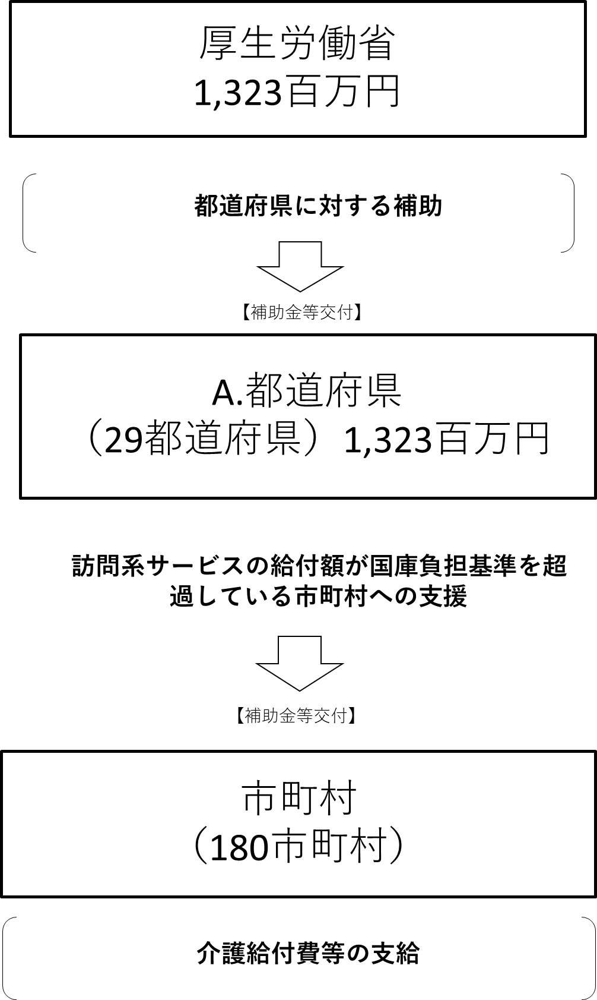 厚生労働省
1,323百万円
都道府県に対する補助
【補助金等交付】
A.都道府県
（29都道府県）1,323百万円
訪問系サービスの給付額が国庫負担基準を超
過している市町村への支援
【補助金等交付】
市町村
（180市町村）
介護給付費等の支給